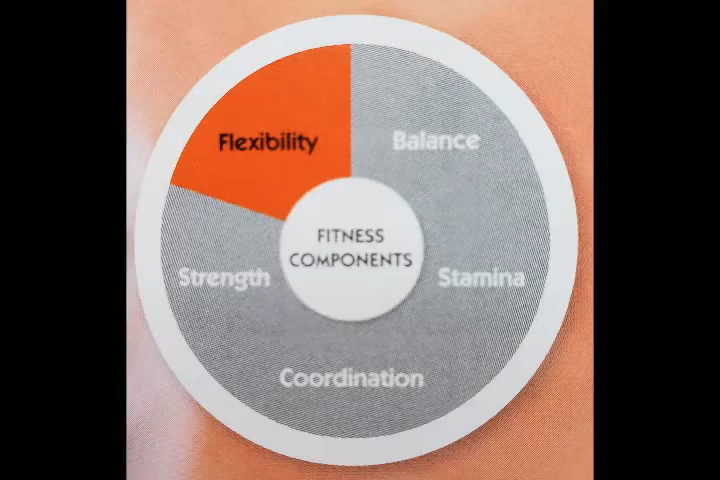 Flexibility
Balance
FITNESS
COMPONENTS
Strength
Stamina
Coordination